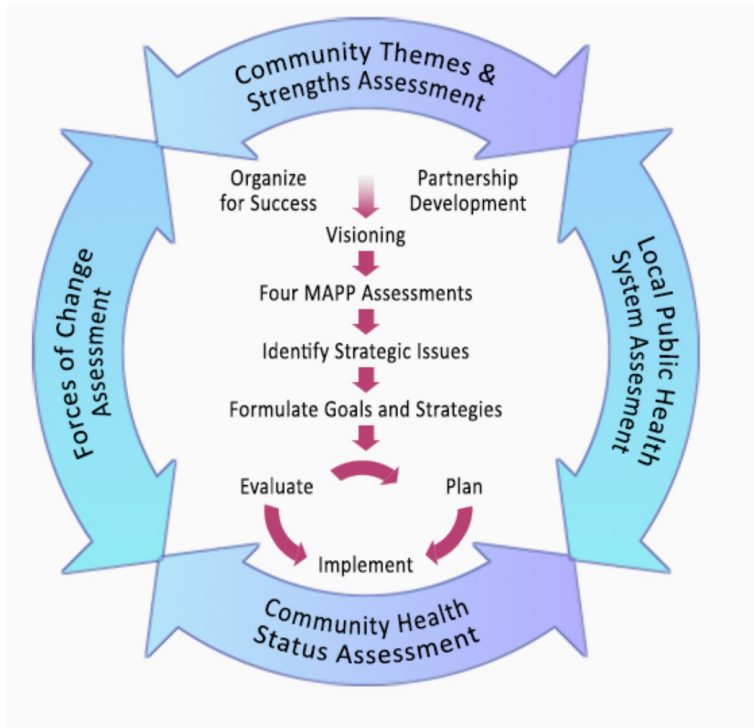 Community Themes &
Strengths Assessment
Organize
for Success
Partnership
Development
Visioning
Four MAPP Assessments
Identify Strategic Issues
Formulate Goals and Strategies
Evaluate
Plan
Implement
Forces of Change
Assessment
Local Public Health
System Assessment
Community Health
Status Assessment